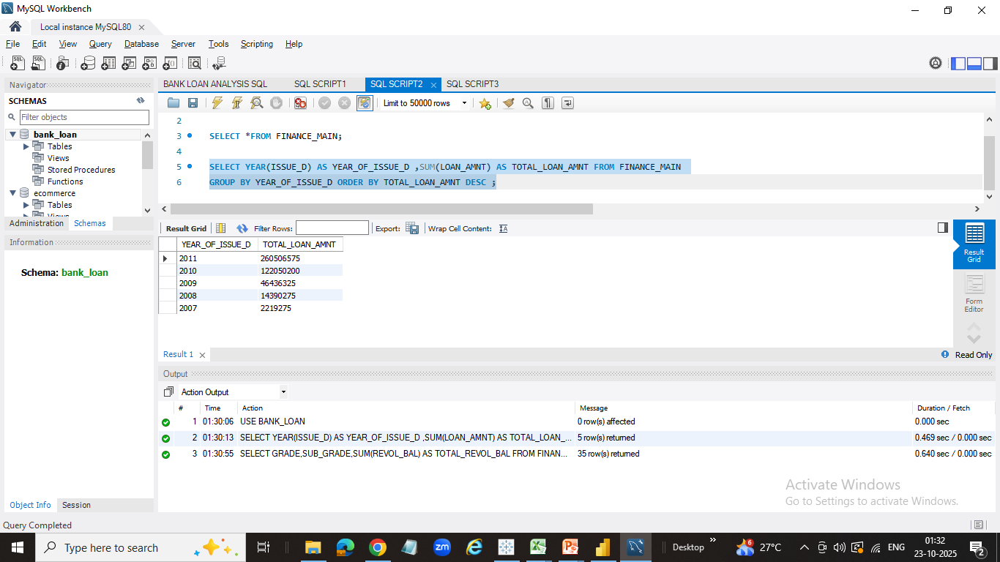 MySQL Workbench
Local instance MySQL80
File Edit View Query Database Server Tools Scripting Help
Navigator
SCHEMAS
Filter objects
bank_loan
Tables
Views
Stored Procedures
Functions
ecommerce
Tables
Administration Schemas
Information
Schema: bank_loan
Object Info Session
BANK LOAN ANALYSIS SQL SQL SCRIPT1 SQL SCRIPT2 SQL SCRIPT3
Limit to 50000 rows
2
3 SELECT *FROM FINANCE_MAIN;
4
5 SELECT YEAR(ISSUE_D) AS YEAR_OF_ISSUE_D ,SUM(LOAN_AMNT) AS TOTAL_LOAN_AMNT FROM FINANCE_MAIN
6 GROUP BY YEAR_OF_ISSUE_D ORDER BY TOTAL_LOAN_AMNT DESC ;
Result Grid Filter Rows: Export: Wrap Cell Content:
YEAR_OF_ISSUE_D TOTAL_LOAN_AMNT
2011 260506575
2010 122050200
2009 46436325
2008 14390275
2007 2219275
Result Grid
Form Editor
Result 1 Read Only
Output
Action Output
# Time Action Message Duration / Fetch
1 01:30:06 USE BANK_LOAN 0 row(s) affected 0.000 sec
2 01:30:13 SELECT YEAR(ISSUE_D) AS YEAR_OF_ISSUE_D ,SUM(LOAN_AMNT) AS TOTAL_LOAN_... 5 row(s) returned 0.469 sec / 0.000 sec
3 01:30:55 SELECT GRADE,SUB_GRADE,SUM(REVOL_BAL) AS TOTAL_REVOL_BAL FROM FINAN... 35 row(s) returned 0.640 sec / 0.000 sec
Activate Windows
Go to Settings to activate Windows.
Query Completed
Type here to search
zm
Desktop
6
27°C
ENG
01:32
23-10-2025
2